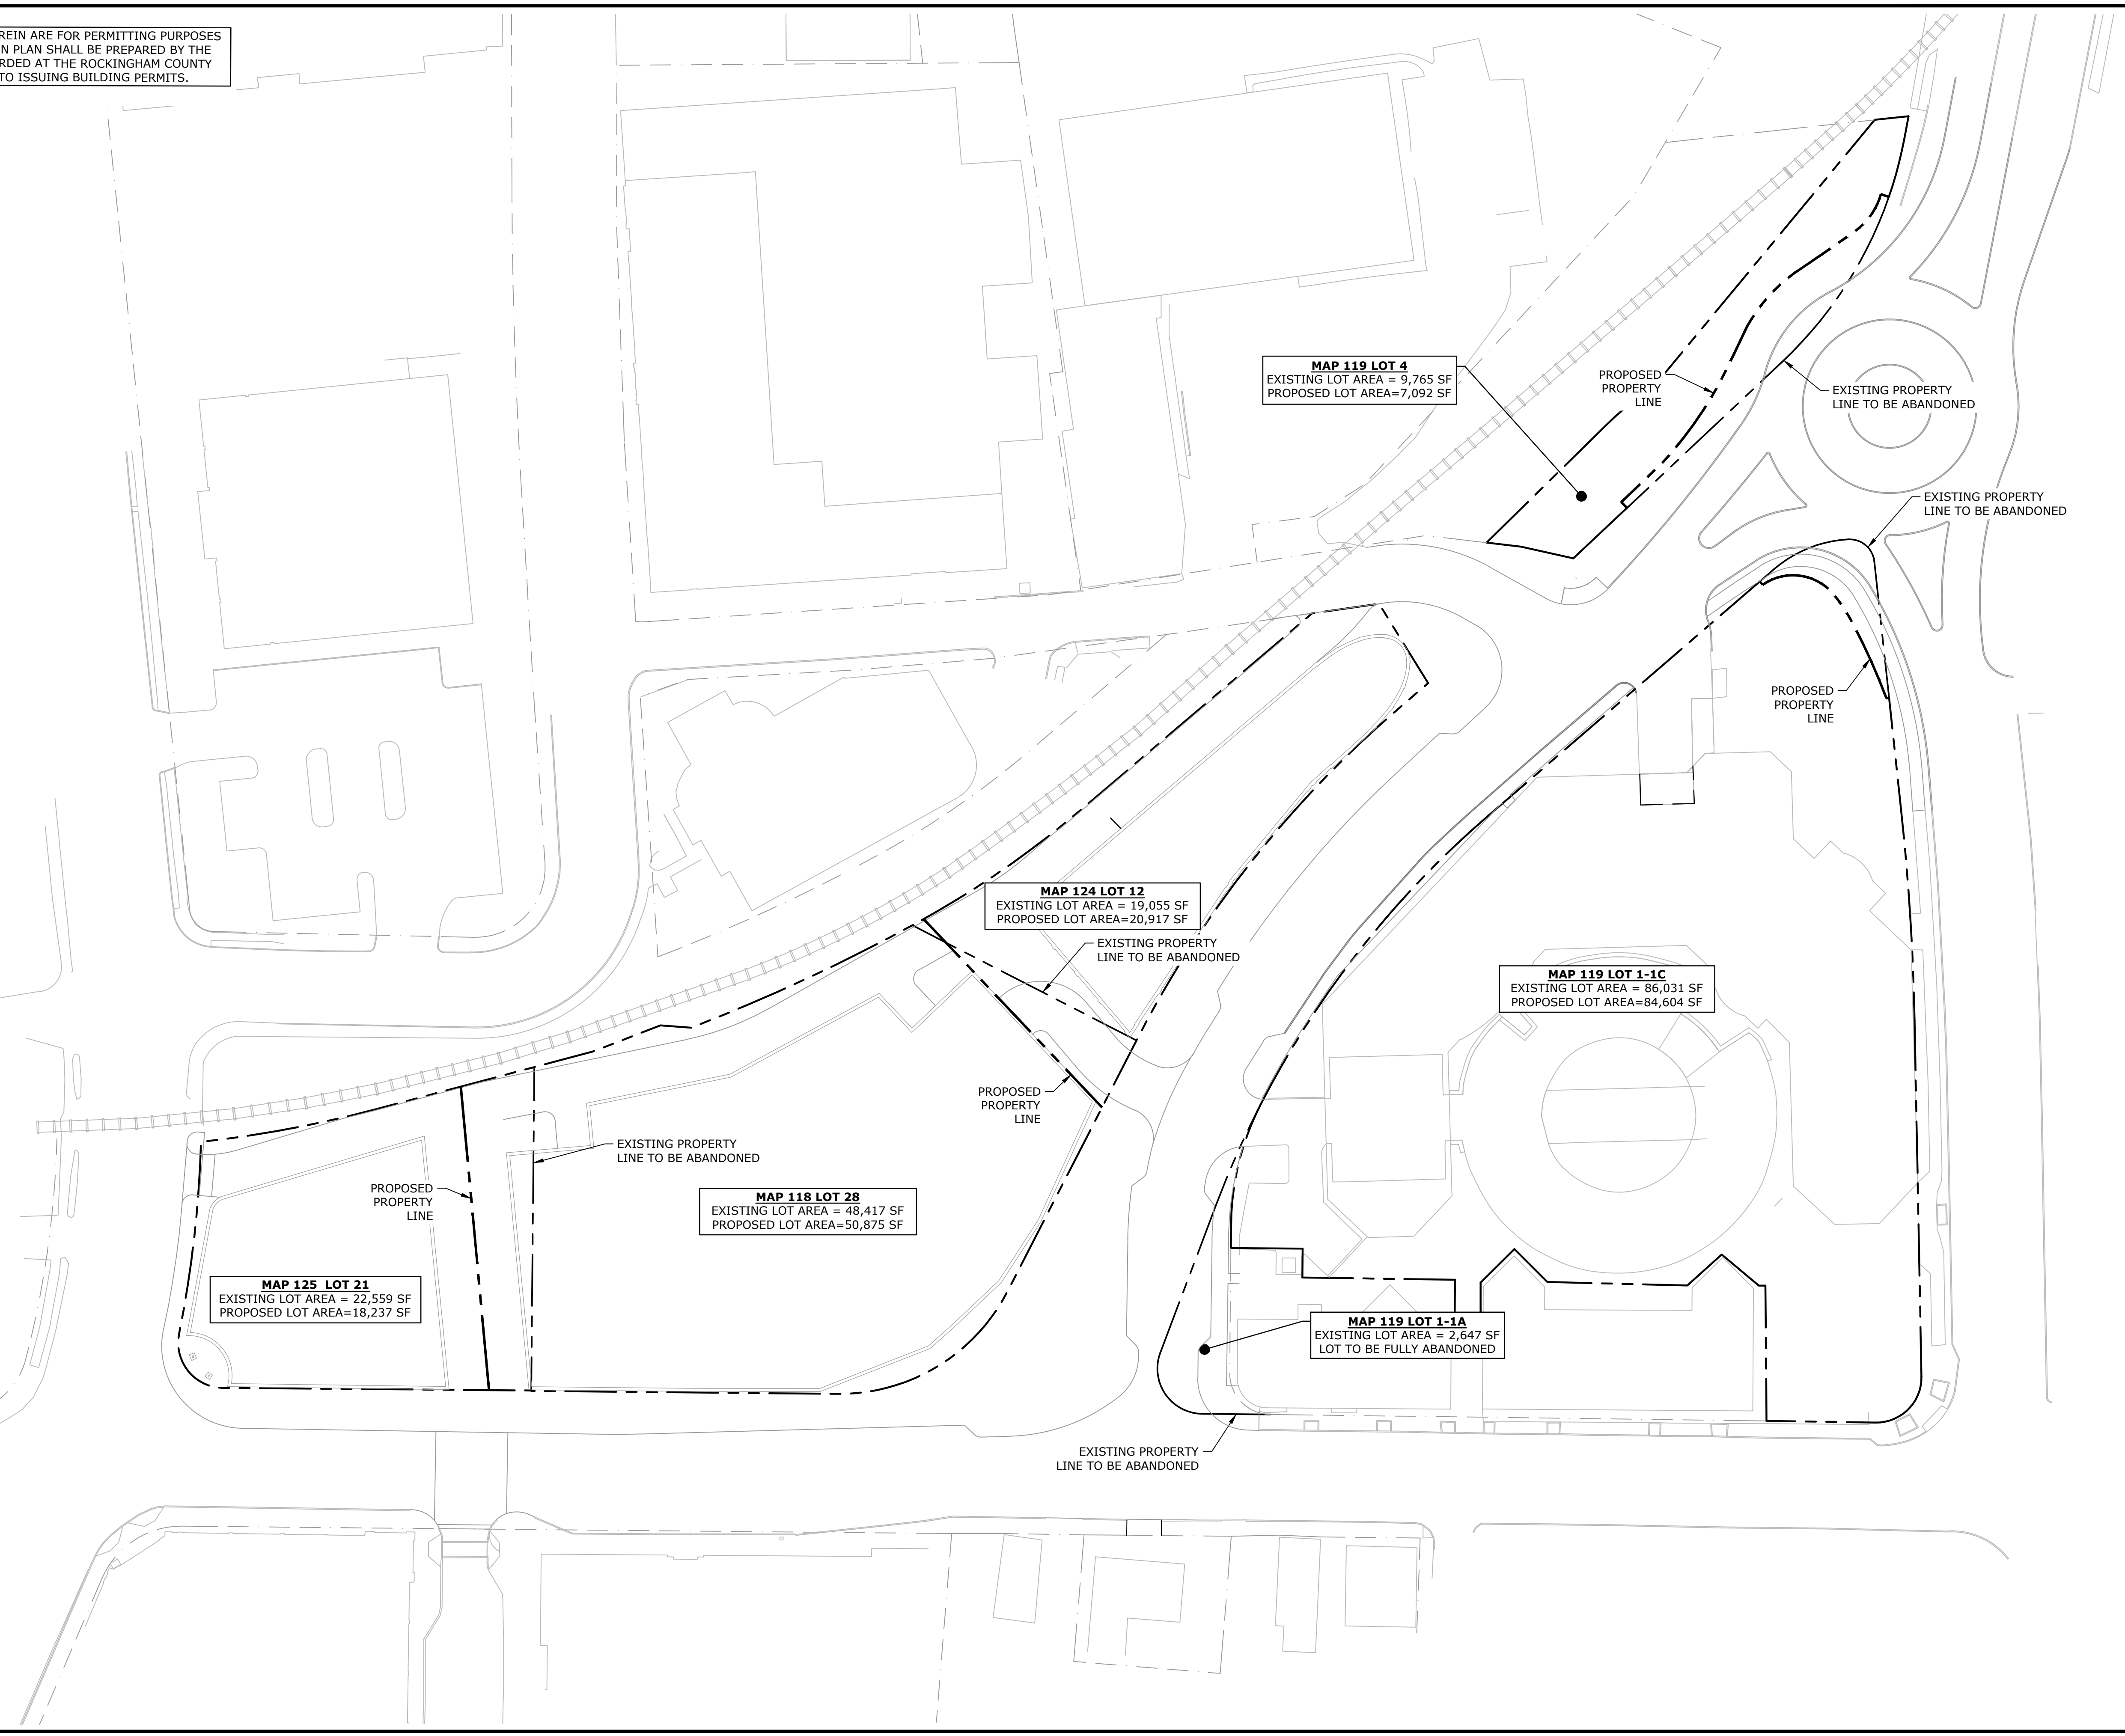 REIN ARE FOR PERMITTING PURPOSES
N PLAN SHALL BE PREPARED BY THE
RDED AT THE ROCKINGHAM COUNTY
TO ISSUING BUILDING PERMITS.
MAP 119 LOT 4
EXISTING LOT AREA = 9,765 SF
PROPOSED LOT AREA=7,092 SF
PROPOSED
PROPERTY
LINE
EXISTING PROPERTY
LINE TO BE ABANDONED
EXISTING PROPERTY
LINE TO BE ABANDONED
PROPOSED
PROPERTY
LINE
MAP 124 LOT 12
EXISTING LOT AREA = 19,055 SF
PROPOSED LOT AREA=20,917 SF
EXISTING PROPERTY
LINE TO BE ABANDONED
MAP 119 LOT 1-1C
EXISTING LOT AREA = 86,031 SF
PROPOSED LOT AREA=84,604 SF
PROPOSED
PROPERTY
LINE
EXISTING PROPERTY
LINE TO BE ABANDONED
PROPOSED
PROPERTY
LINE
MAP 118 LOT 28
EXISTING LOT AREA = 48,417 SF
PROPOSED LOT AREA=50,875 SF
MAP 125 LOT 21
EXISTING LOT AREA = 22,559 SF
PROPOSED LOT AREA=18,237 SF
MAP 119 LOT 1-1A
EXISTING LOT AREA = 2,647 SF
LOT TO BE FULLY ABANDONED
EXISTING PROPERTY
LINE TO BE ABANDONED